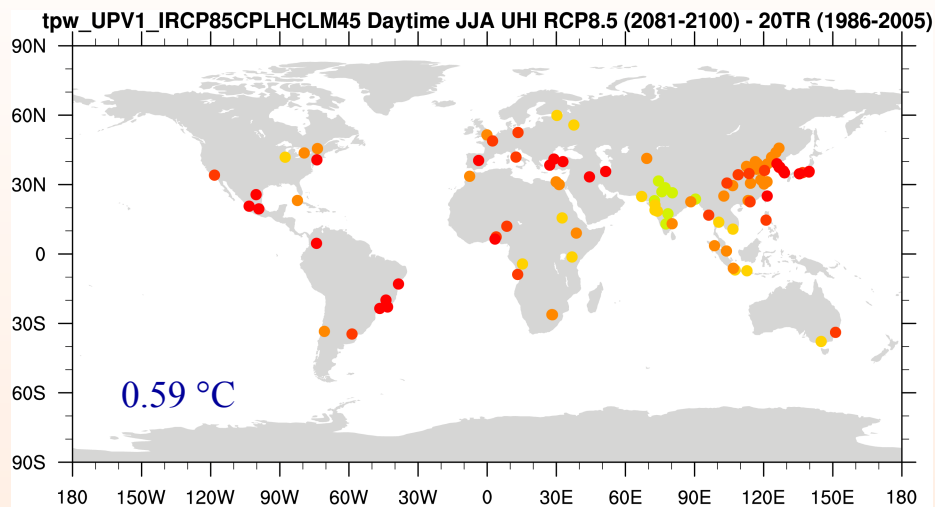 tpw_UPV1_IRCP85CPLHCLM45 Daytime JJA UHI RCP8.5 (2081-2100) - 20TR (1986-2005)
90N
60N
30N
0
30S
0.59 °C
60S
90S
180 150W 120W 90W 60W 30W 0 30E 60E 90E 120E 150E 180